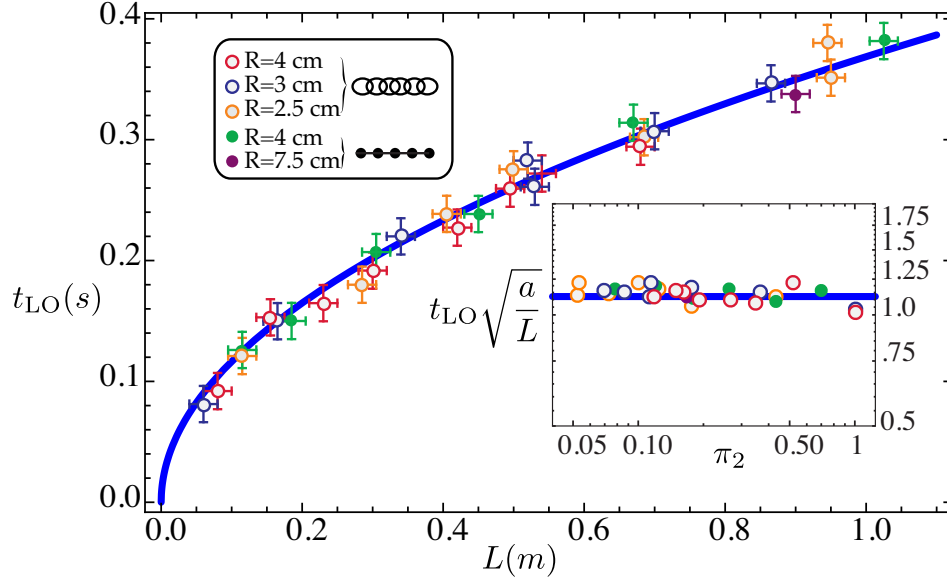 0.4
0.3
0.2
0.1
0.0
t_LO(s)
R=4 cm
R=3 cm
R=2.5 cm
R=4 cm
R=7.5 cm
0.0 0.2 0.4 0.6 0.8 1.0
L(m)
t_LO √(a/L)
1.75
1.5
1.25
1.0
.75
0.5
0.05 0.10 0.50 1
π₂